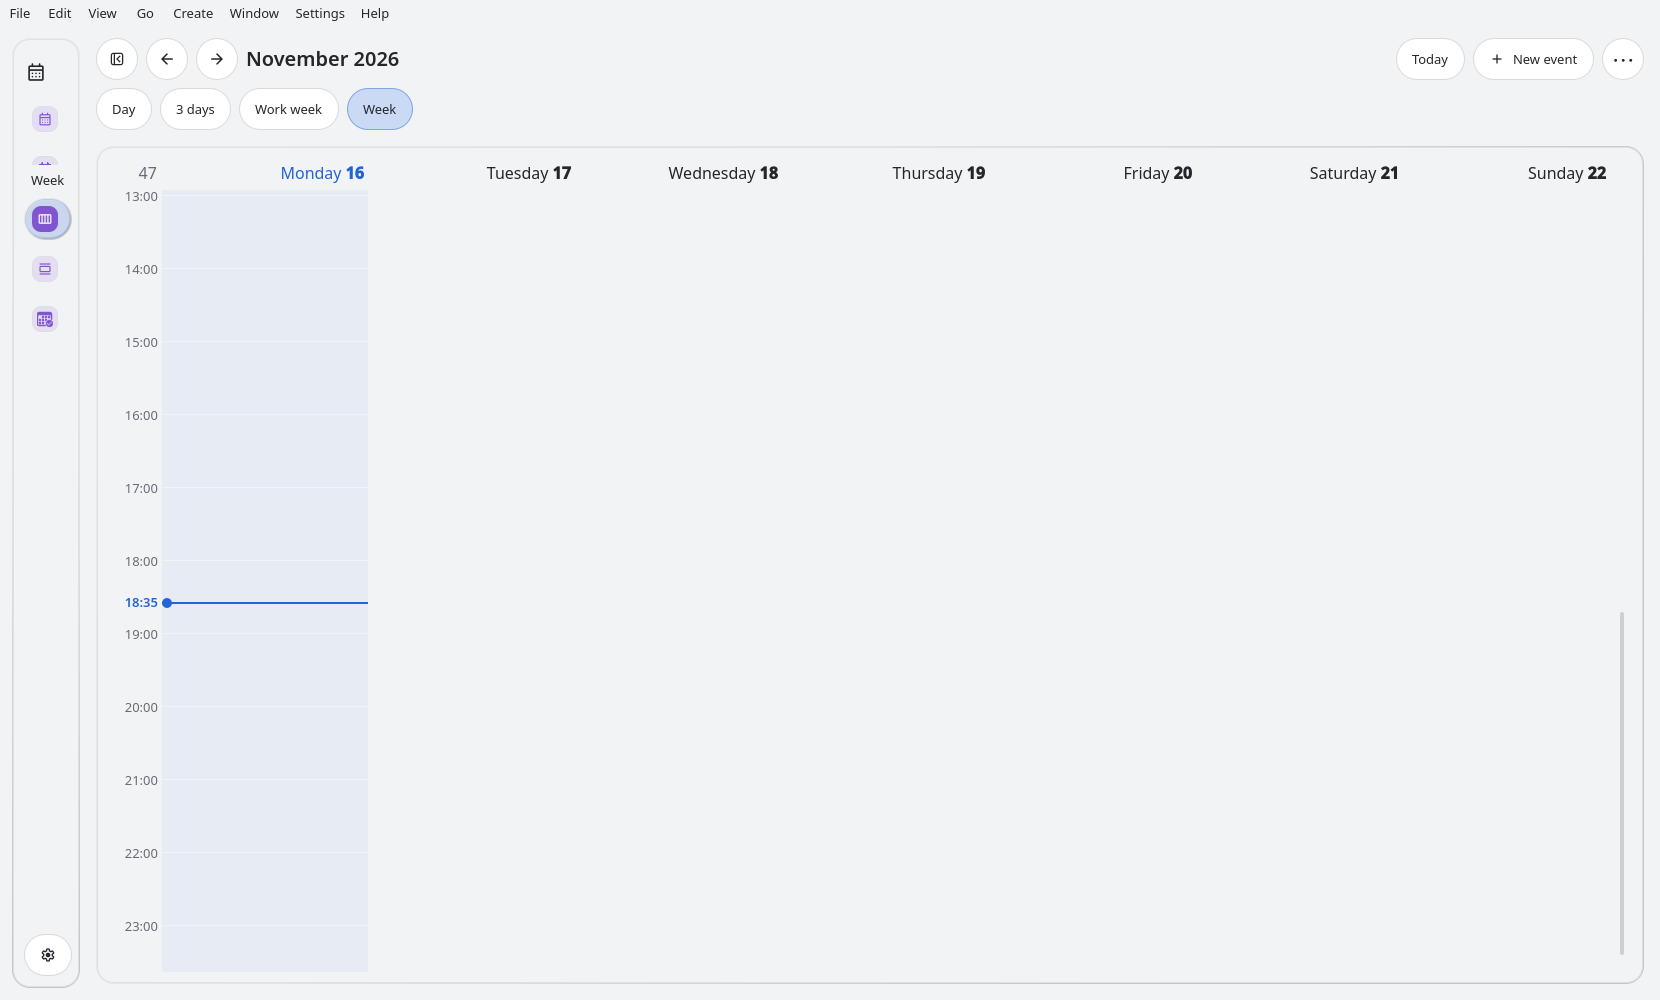 File Edit View Go Create Window Settings Help
November 2026
Today
New event
Day
3 days
Work week
Week
Week
47 Monday 16 Tuesday 17 Wednesday 18 Thursday 19 Friday 20 Saturday 21 Sunday 22
13:00
14:00
15:00
16:00
17:00
18:00
18:35
19:00
20:00
21:00
22:00
23:00